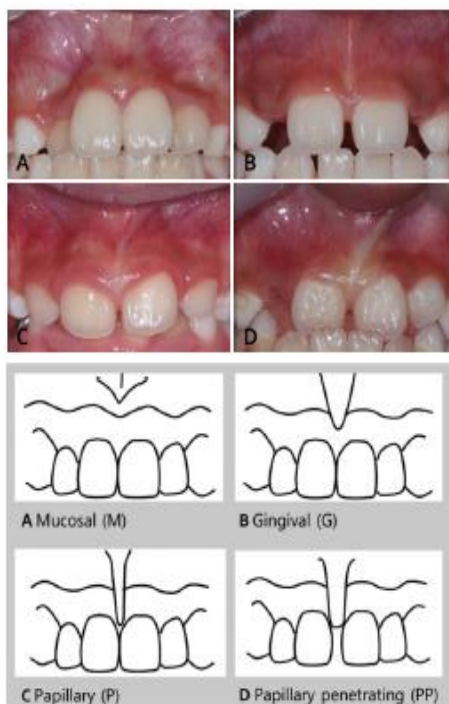 A
B
C
D
A Mucosal (M)
B Gingival (G)
C Papillary (P)
D Papillary penetrating (PP)